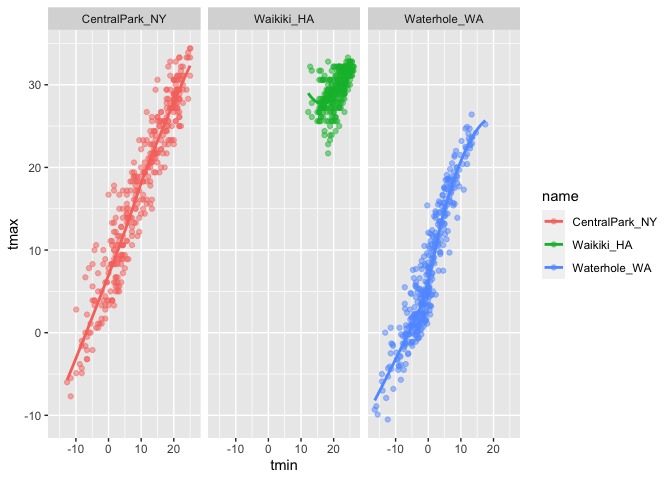 CentralPark_NY Waikiki_HA Waterhole_WA
30
20
10
0
-10
tmax
-10 0 10 20 -10 0 10 20 -10 0 10 20
tmin
name
CentralPark_NY
Waikiki_HA
Waterhole_WA